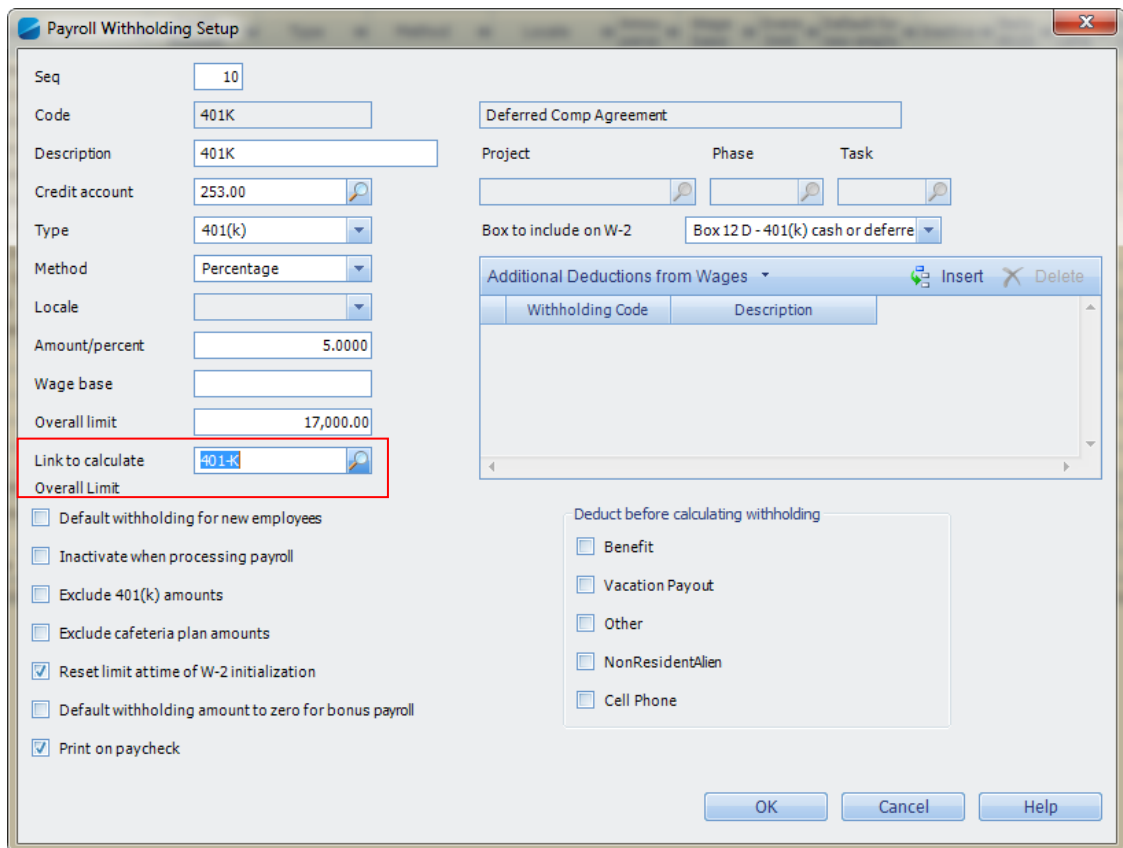 Payroll Withholding Setup
Seq 10
Code 401K Deferred Comp Agreement
Description 401K Project Phase Task
Credit account 253.00
Type 401(k) Box to include on W-2 Box 12 D - 401(k) cash or deferre
Method Percentage Additional Deductions from Wages Insert Delete
Locale Withholding Code Description
Amount/percent 5.0000
Wage base
Overall limit 17,000.00
Link to calculate 401-K
Overall Limit
Default withholding for new employees Deduct before calculating withholding
Inactivate when processing payroll Benefit
Exclude 401(k) amounts Vacation Payout
Exclude cafeteria plan amounts Other
Reset limit at time of W-2 initialization NonResidentAlien
Default withholding amount to zero for bonus payroll Cell Phone
Print on paycheck
OK Cancel Help